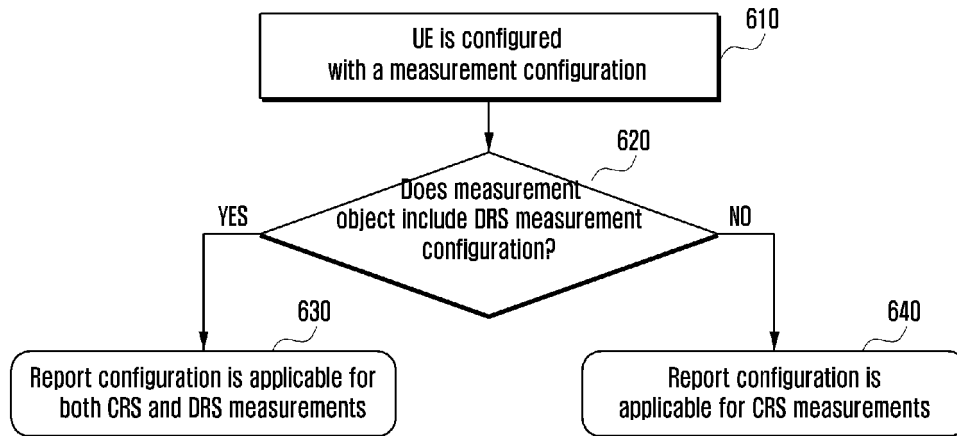 610
UE is configured
with a measurement configuration
620
Does measurement
object include DRS measurement
configuration?
YES
NO
630
640
Report configuration is applicable for
both CRS and DRS measurements
Report configuration is
applicable for CRS measurements